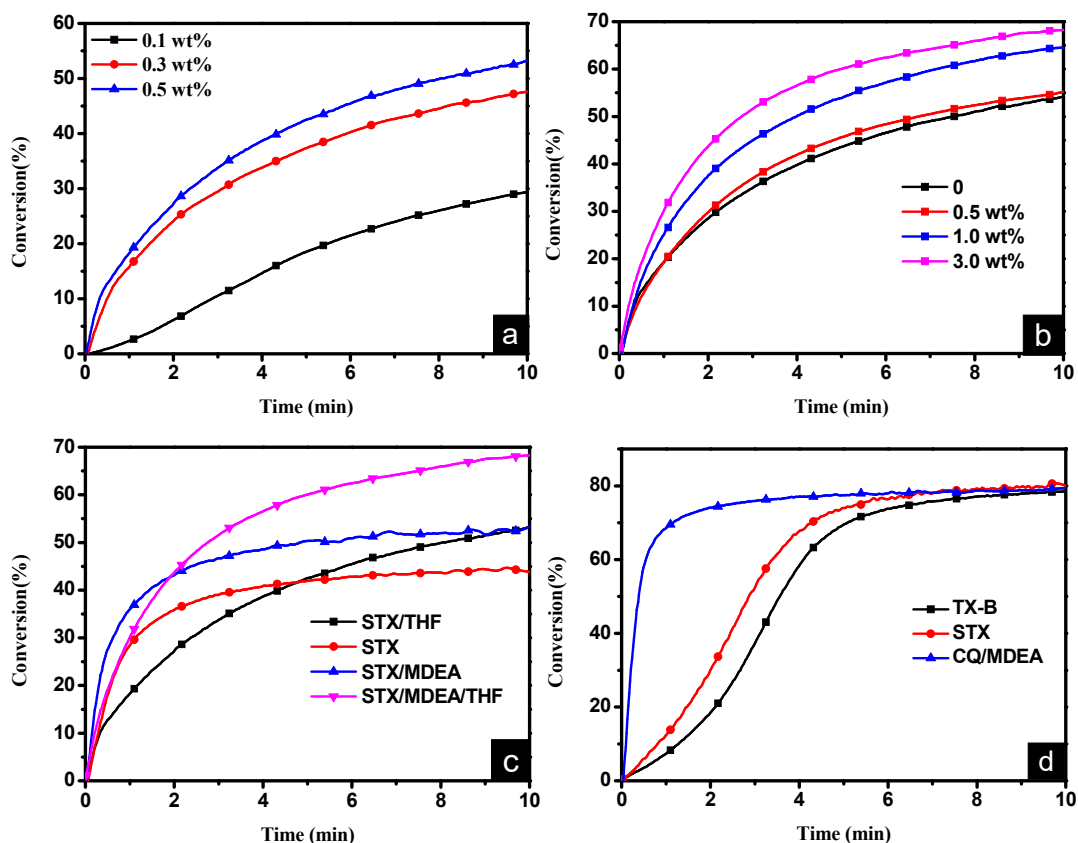 60
50
40
30
20
10
0
Conversion(%)
0.1 wt%
0.3 wt%
0.5 wt%
a
0 2 4 6 8 10
Time (min)
70
60
50
40
30
20
10
0
Conversion(%)
0
0.5 wt%
1.0 wt%
3.0 wt%
b
0 2 4 6 8 10
Time (min)
70
60
50
40
30
20
10
0
Conversion(%)
STX/THF
STX
STX/MDEA
STX/MDEA/THF
c
0 2 4 6 8 10
Time (min)
80
60
40
20
0
Conversion(%)
TX-B
STX
CQ/MDEA
d
0 2 4 6 8 10
Time (min)